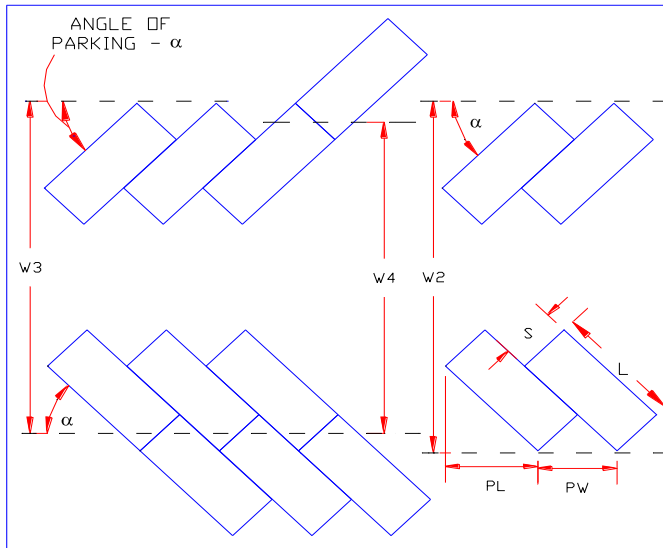 ANGLE OF
PARKING - α
α
W3
W4
W2
S
L
α
PL
PW